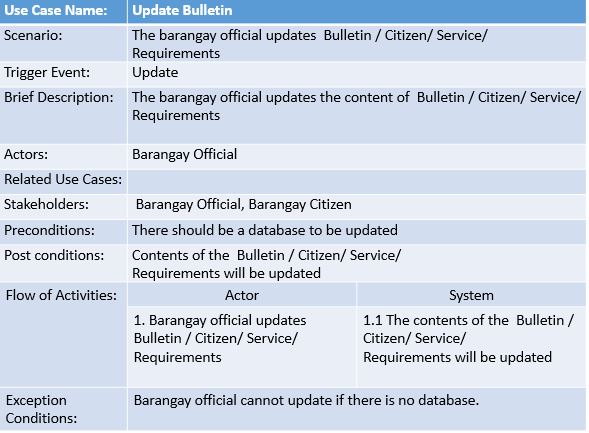 Use Case Name: Update Bulletin
Scenario: The barangay official updates  Bulletin / Citizen/ Service/
Requirements
Trigger Event: Update
Brief Description: The barangay official updates the content of  Bulletin / Citizen/ Service/
Requirements
Actors: Barangay Official
Related Use Cases:
Stakeholders: Barangay Official, Barangay Citizen
Preconditions: There should be a database to be updated
Post conditions: Contents of the  Bulletin / Citizen/ Service/
Requirements will be updated
Flow of Activities: Actor System
1. Barangay official updates
Bulletin / Citizen/ Service/
Requirements
1.1 The contents of the  Bulletin /
Citizen/ Service/
Requirements will be updated
Exception
Conditions:
Barangay official cannot update if there is no database.